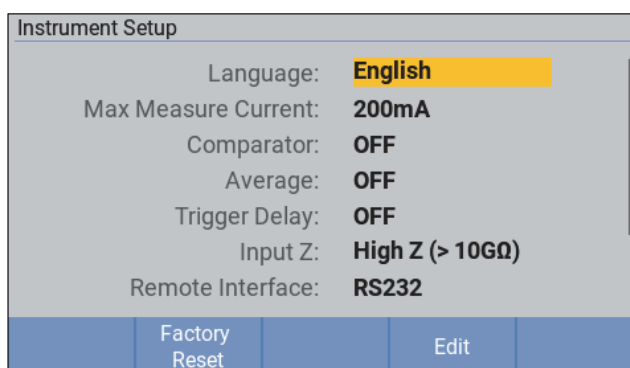 Instrument Setup
Language: English
Max Measure Current: 200mA
Comparator: OFF
Average: OFF
Trigger Delay: OFF
Input Z: High Z (> 10GΩ)
Remote Interface: RS232
Factory
Reset
Edit